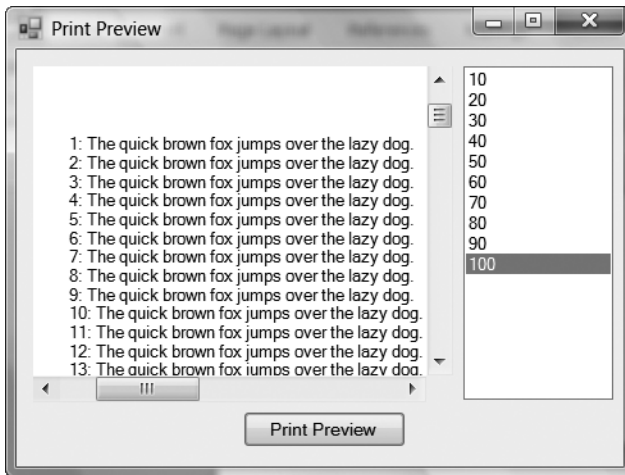 Print Preview
1: The quick brown fox jumps over the lazy dog.
2: The quick brown fox jumps over the lazy dog.
3: The quick brown fox jumps over the lazy dog.
4: The quick brown fox jumps over the lazy dog.
5: The quick brown fox jumps over the lazy dog.
6: The quick brown fox jumps over the lazy dog.
7: The quick brown fox jumps over the lazy dog.
8: The quick brown fox jumps over the lazy dog.
9: The quick brown fox jumps over the lazy dog.
10: The quick brown fox jumps over the lazy dog.
11: The quick brown fox jumps over the lazy dog.
12: The quick brown fox jumps over the lazy dog.
13: The quick brown fox jumps over the lazy dog.
10
20
30
40
50
60
70
80
90
100
Print Preview